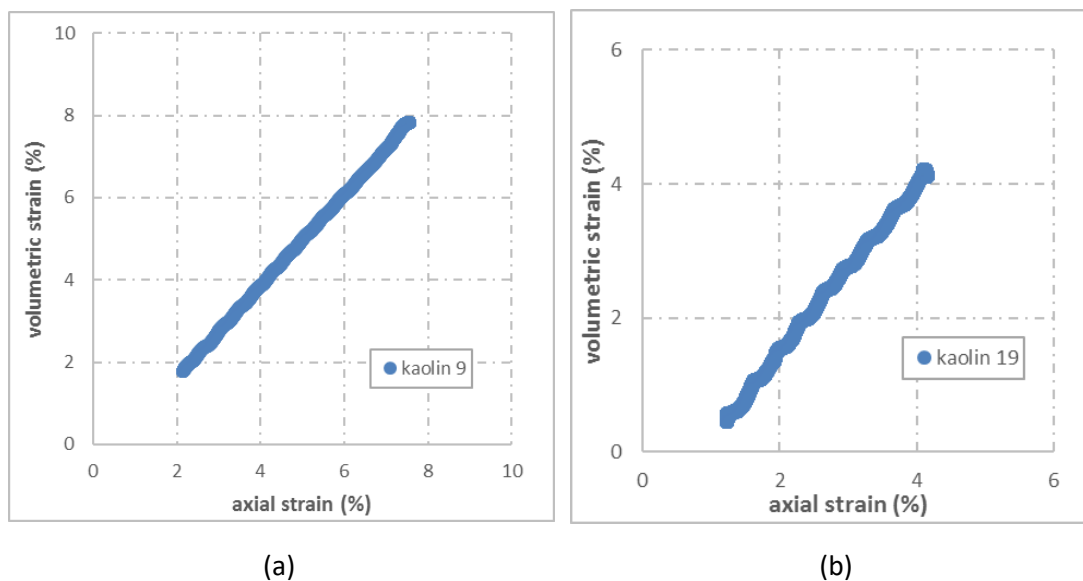 10
8
6
4
2
0
volumetric strain (%)
kaolin 9
0 2 4 6 8 10
axial strain (%)
(a)
6
4
2
0
volumetric strain (%)
kaolin 19
0 2 4 6
axial strain (%)
(b)